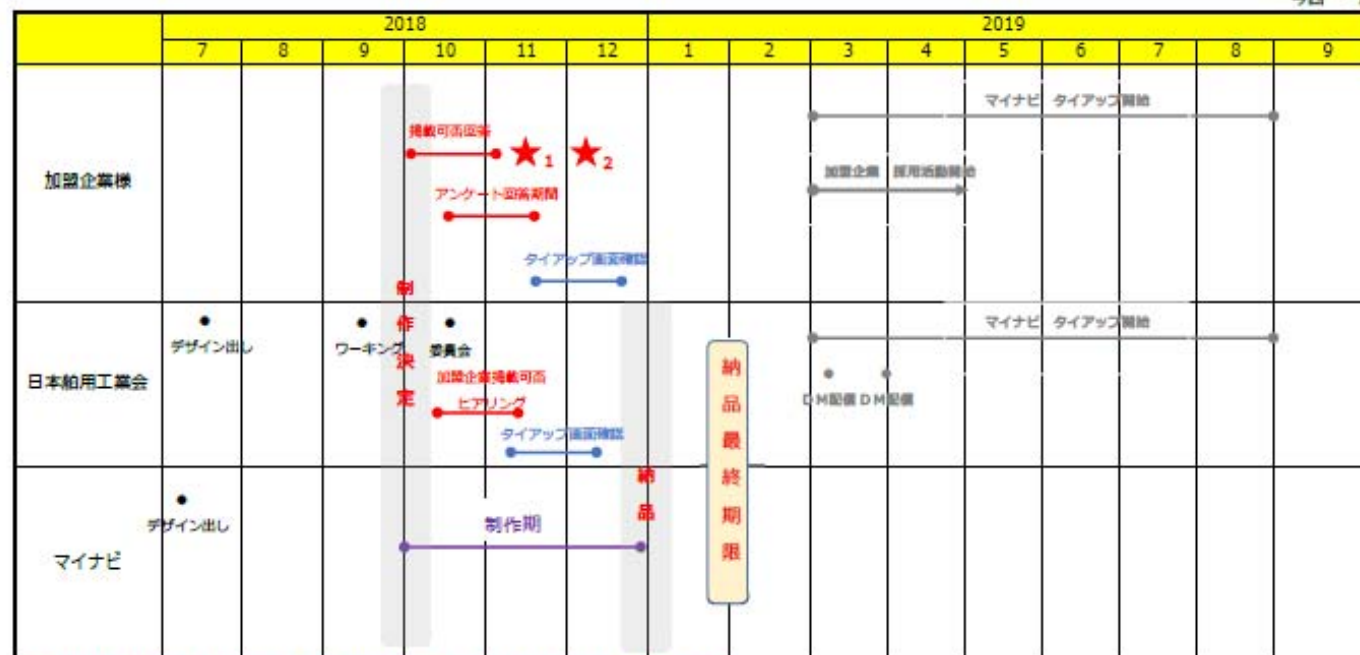 今回
2018
2019
7 8 9 10 11 12 1 2 3 4 5 6 7 8 9
加盟企業様
掲載可否回答
★1 ★2
アンケート回答期間
タイアップ画面確認
マイナビ タイアップ開始
加盟企業 採用活動開始
制作決定
日本舶用工業会
デザイン出し
ワーキング
委員会
加盟企業掲載可否
ヒアリング
タイアップ画面確認
納品
納品最終期限
マイナビ タイアップ開始
DM配信 DM配信
マイナビ
デザイン出し
制作期